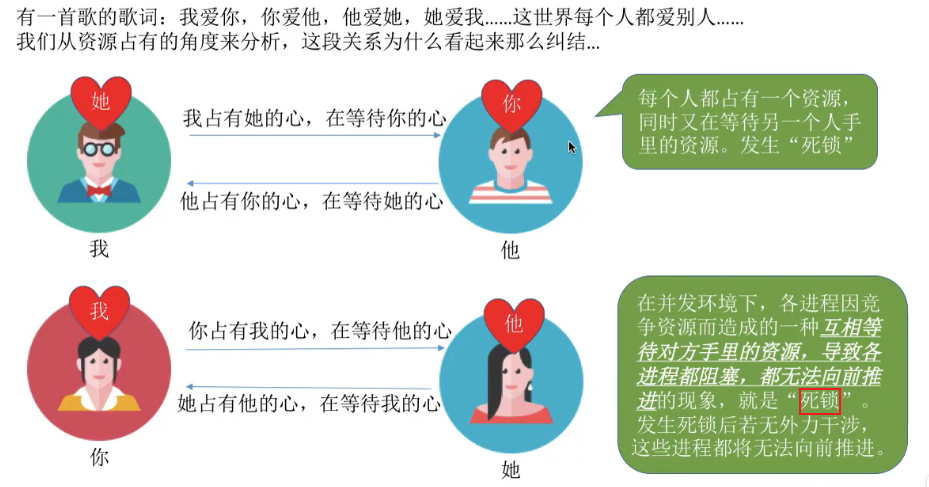 有一首歌的歌词：我爱你，你爱他，他爱她，她爱我......这世界每个人都爱别人......
我们从资源占有的角度来分析，这段关系为什么看起来那么纠结...
她
你
我占有她的心，在等待你的心
他占有你的心，在等待她的心
我
他
每个人都占有一个资源，
同时又在等待另一个人手
里的资源。发生“死锁”
我
他
你占有我的心，在等待他的心
她占有他的心，在等待我的心
你
她
在并发环境下，各进程因竞
争资源而造成的一种互相等
待对方手里的资源，导致各
进程都阻塞，都无法向前推
进的现象，就是“死锁”。
发生死锁后若无外力干涉，
这些进程都将无法向前推进。